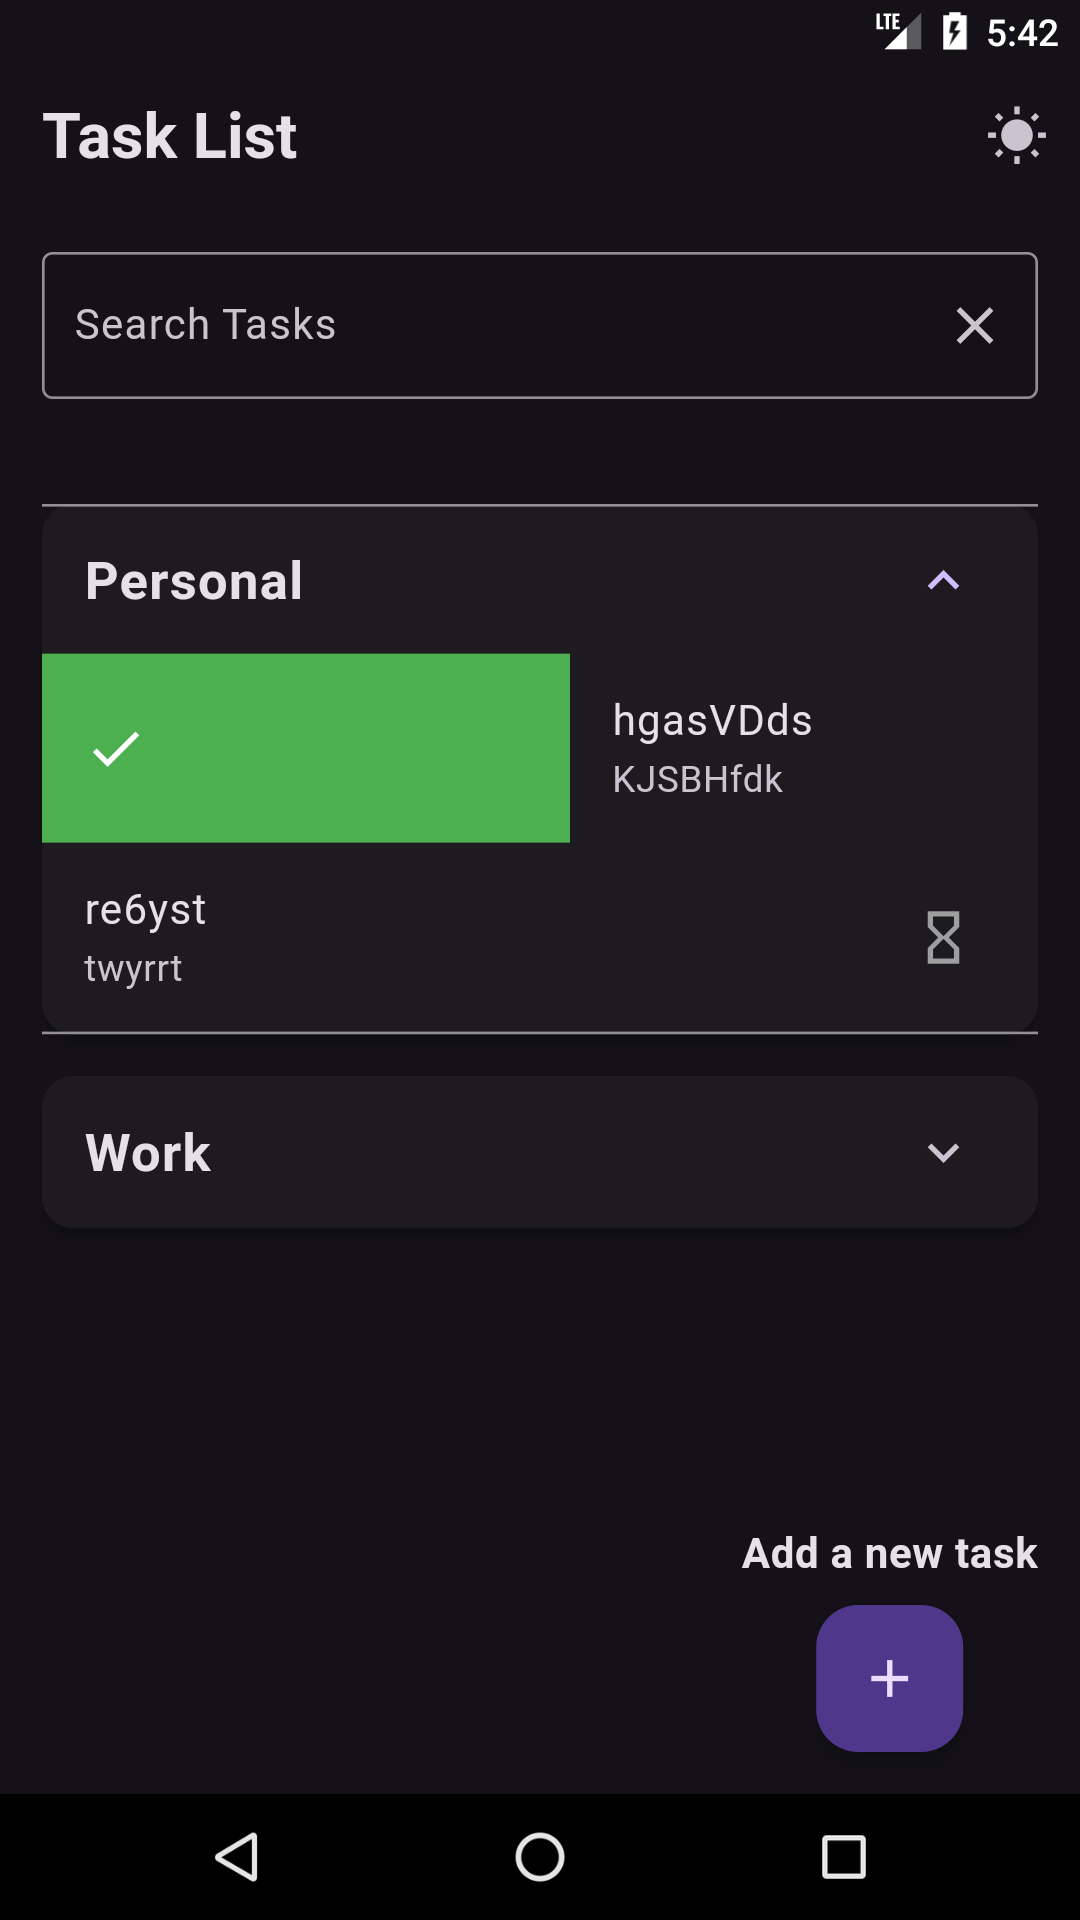 LTE 5:42
Task List
Search Tasks
Personal
hgasVDds
KJSBHfdk
re6yst
twyrrt
Work
Add a new task